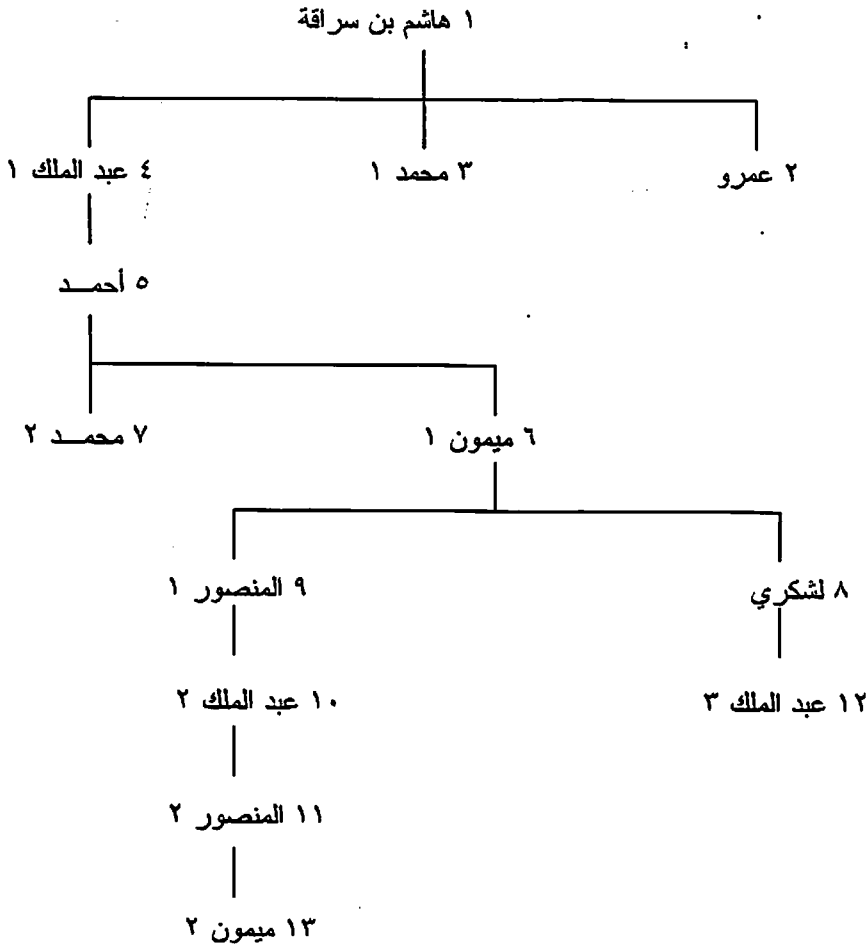 ١ هاشم بن سراقة
٢ عمرو
٣ محمد ١
٤ عبد الملك ١
٥ أحمــد
٦ ميمون ١
٧ محمــد ٢
٨ لشكري
٩ المنصور ١
١٠ عبد الملك ٢
١٢ عبد الملك ٣
١١ المنصور ٢
١٣ ميمون ٢